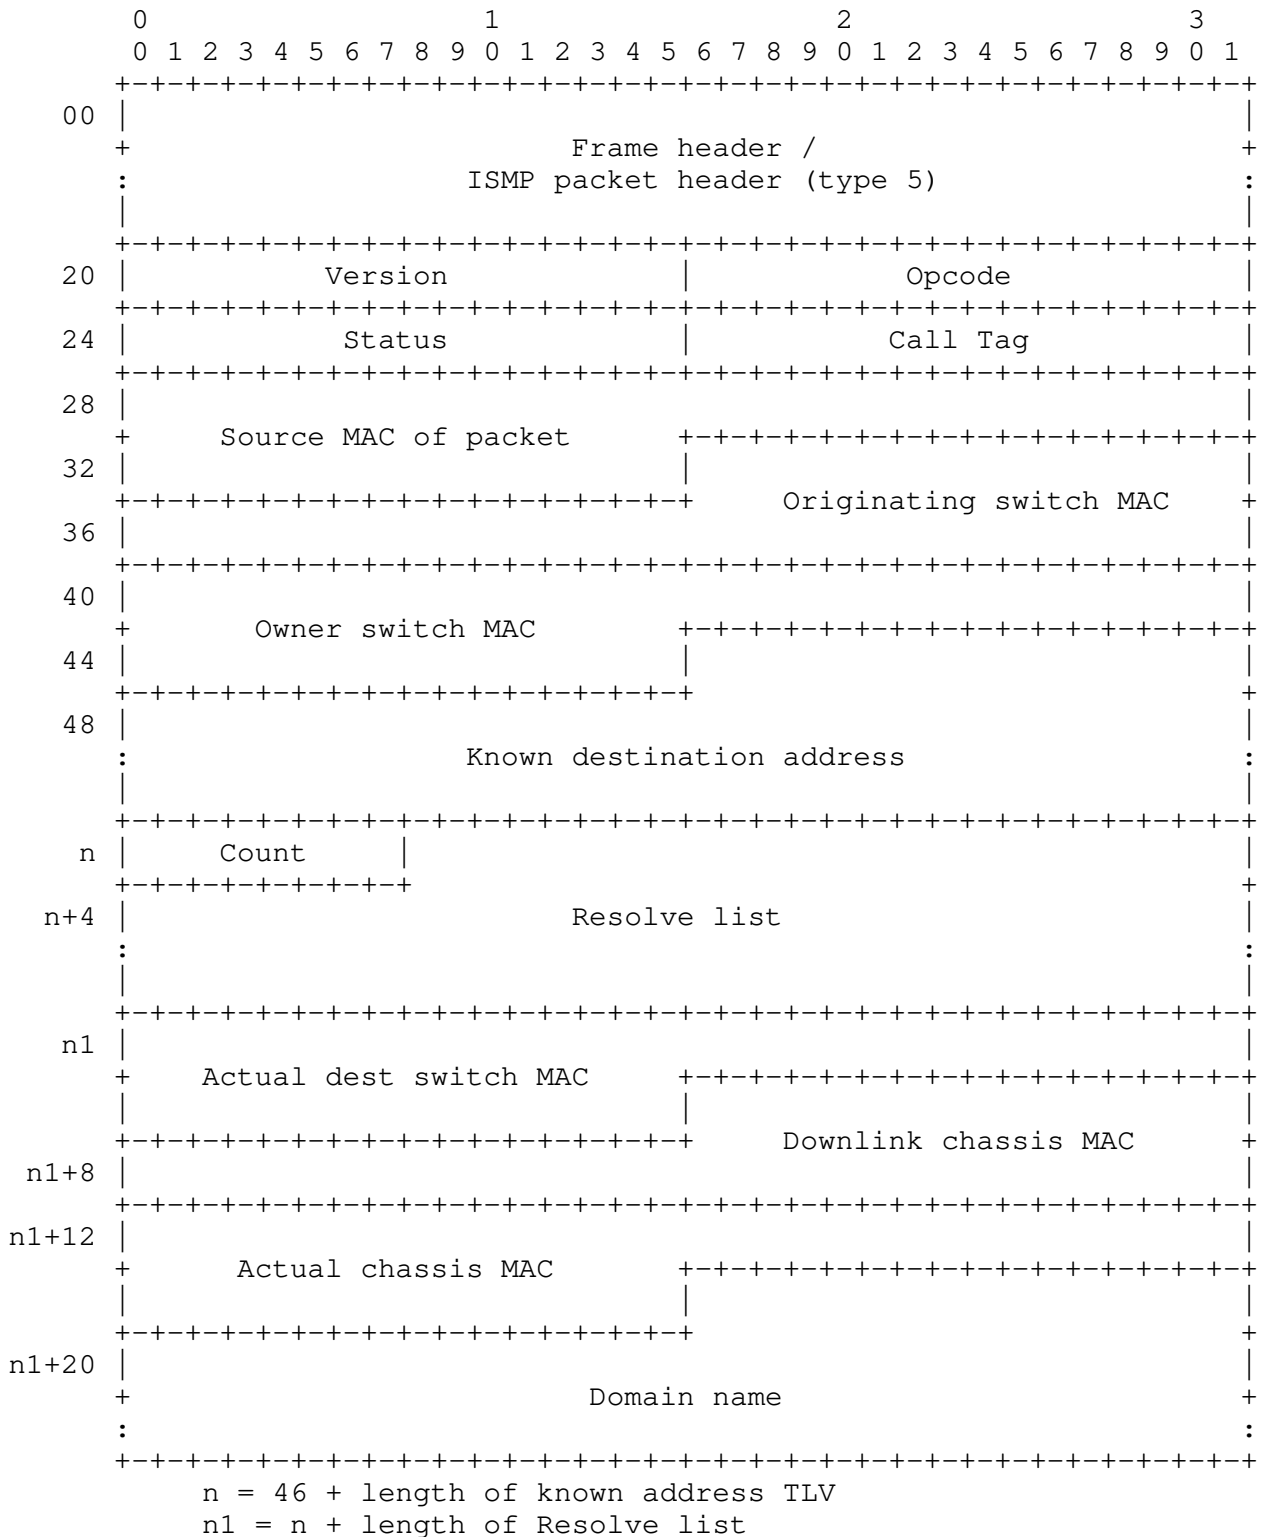 0                   1                   2                   3
0 1 2 3 4 5 6 7 8 9 0 1 2 3 4 5 6 7 8 9 0 1 2 3 4 5 6 7 8 9 0 1
+-+-+-+-+-+-+-+-+-+-+-+-+-+-+-+-+-+-+-+-+-+-+-+-+-+-+-+-+-+-+-+-+
00 |                                                               |
+                         Frame header /                        +
:                   ISMP packet header (type 5)                 :
|                                                               |
+-+-+-+-+-+-+-+-+-+-+-+-+-+-+-+-+-+-+-+-+-+-+-+-+-+-+-+-+-+-+-+-+
20 |           Version             |            Opcode             |
+-+-+-+-+-+-+-+-+-+-+-+-+-+-+-+-+-+-+-+-+-+-+-+-+-+-+-+-+-+-+-+-+
24 |            Status             |           Call Tag            |
+-+-+-+-+-+-+-+-+-+-+-+-+-+-+-+-+-+-+-+-+-+-+-+-+-+-+-+-+-+-+-+-+
28 |                                                               |
+     Source MAC of packet      +-+-+-+-+-+-+-+-+-+-+-+-+-+-+-+-+
32 |                               |                               |
+-+-+-+-+-+-+-+-+-+-+-+-+-+-+-+-+     Originating switch MAC    +
36 |                                                               |
+-+-+-+-+-+-+-+-+-+-+-+-+-+-+-+-+-+-+-+-+-+-+-+-+-+-+-+-+-+-+-+-+
40 |                                                               |
+       Owner switch MAC        +-+-+-+-+-+-+-+-+-+-+-+-+-+-+-+-+
44 |                               |                               |
+-+-+-+-+-+-+-+-+-+-+-+-+-+-+-+-+                               +
48 |                                                               |
:                   Known destination address                   :
|                                                               |
+-+-+-+-+-+-+-+-+-+-+-+-+-+-+-+-+-+-+-+-+-+-+-+-+-+-+-+-+-+-+-+-+
n |     Count     |                                               |
+-+-+-+-+-+-+-+-+                                               +
n+4 |                         Resolve list                          |
:                                                               :
|                                                               |
+-+-+-+-+-+-+-+-+-+-+-+-+-+-+-+-+-+-+-+-+-+-+-+-+-+-+-+-+-+-+-+-+
n1 |                                                               |
+    Actual dest switch MAC     +-+-+-+-+-+-+-+-+-+-+-+-+-+-+-+-+
|                               |                               |
+-+-+-+-+-+-+-+-+-+-+-+-+-+-+-+-+     Downlink chassis MAC      +
n1+8 |                                                               |
+-+-+-+-+-+-+-+-+-+-+-+-+-+-+-+-+-+-+-+-+-+-+-+-+-+-+-+-+-+-+-+-+
n1+12 |                                                               |
+      Actual chassis MAC       +-+-+-+-+-+-+-+-+-+-+-+-+-+-+-+-+
|                               |                               |
+-+-+-+-+-+-+-+-+-+-+-+-+-+-+-+-+                               +
n1+20 |                                                               |
+                          Domain name                          +
:                                                               :
+-+-+-+-+-+-+-+-+-+-+-+-+-+-+-+-+-+-+-+-+-+-+-+-+-+-+-+-+-+-+-+-+
n = 46 + length of known address TLV
n1 = n + length of Resolve list